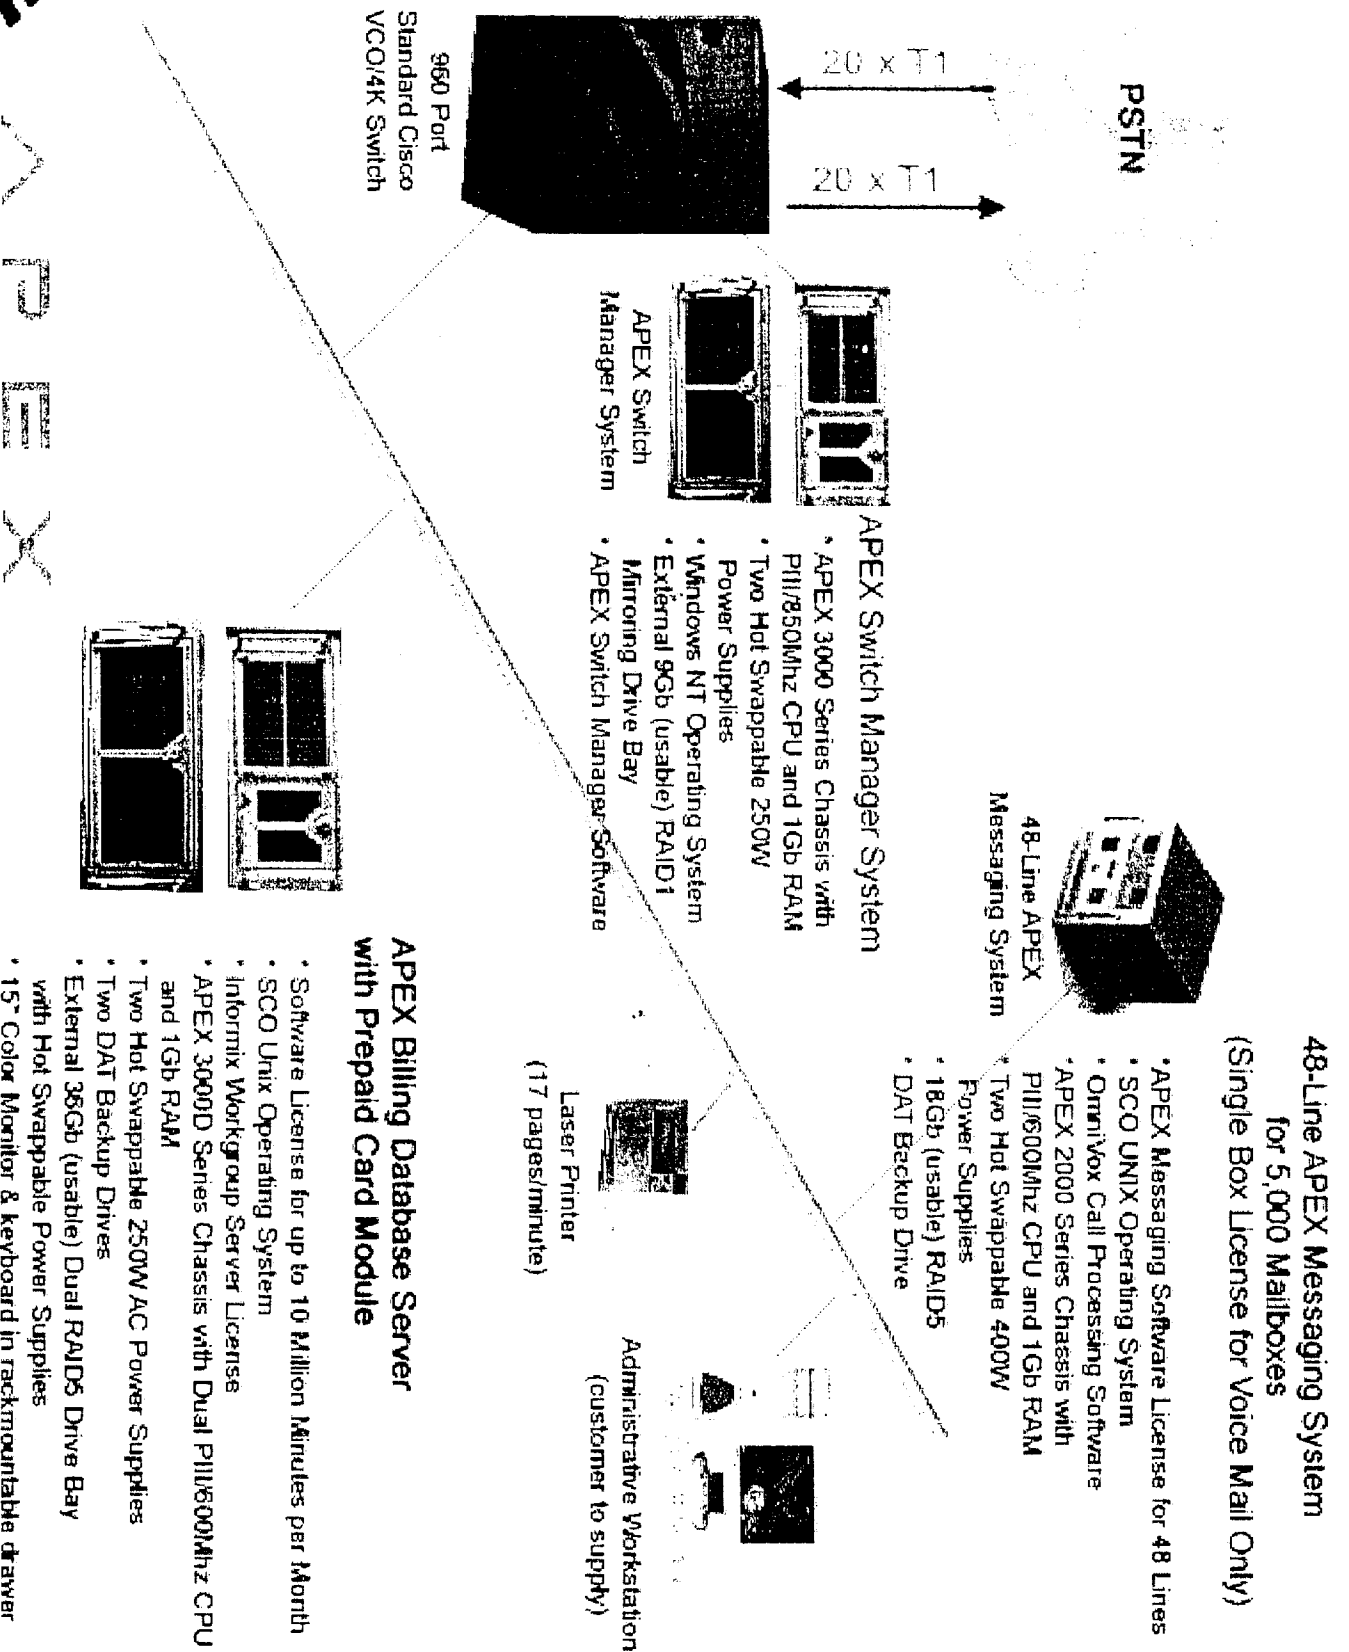 48-Line APEX Messaging System
for 5,000 Mailboxes
(Single Box License for Voice Mail Only)
• APEX Messaging Software License for 48 Lines
• SCO UNIX Operating System
• OmniVox Call Processing Software
• APEX 2000 Series Chassis with
PIII/600Mhz CPU and 1Gb RAM
• Two Hot Swappable 400W
Power Supplies
• 18Gb (usable) RAID5
• DAT Backup Drive
48-Line APEX
Messaging System
PSTN
20 x T1
20 x T1
960 Port
Standard Cisco
VCO/4K Switch
APEX Switch Manager System
• APEX 3000 Series Chassis with
PIII/850Mhz CPU and 1Gb RAM
• Two Hot Swappable 250W
Power Supplies
• Windows NT Operating System
• External 9Gb (usable) RAID1
Mirroring Drive Bay
• APEX Switch Manager Software
APEX Switch
Manager System
Laser Printer
(17 pages/minute)
Administrative Workstation
(customer to supply)
APEX Billing Database Server
with Prepaid Card Module
• Software License for up to 10 Million Minutes per Month
• SCO Unix Operating System
• Informix Workgroup Server License
• APEX 3000D Series Chassis with Dual PIII/600Mhz CPU
and 1Gb RAM
• Two Hot Swappable 250W AC Power Supplies
• Two DAT Backup Drives
• External 36Gb (usable) Dual RAID5 Drive Bay
with Hot Swappable Power Supplies
• 15" Color Monitor & keyboard in rackmountable drawer
APEX